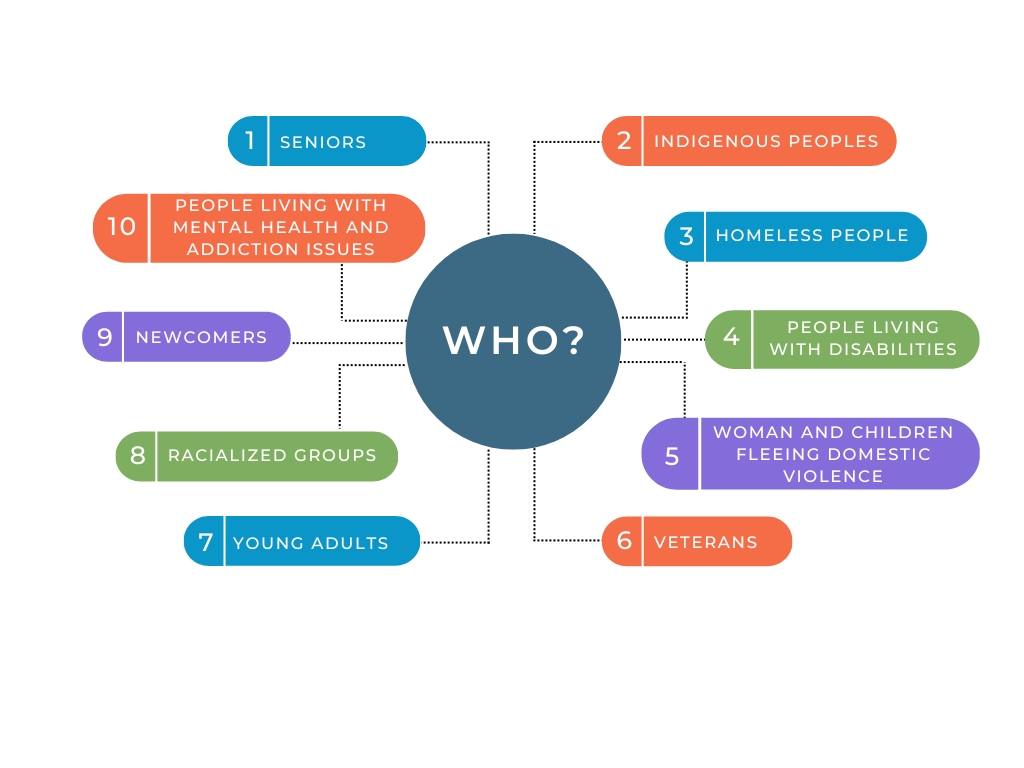 WHO?
1 SENIORS
2 INDIGENOUS PEOPLES
3 HOMELESS PEOPLE
4 PEOPLE LIVING
WITH DISABILITIES
5 WOMAN AND CHILDREN
FLEEING DOMESTIC
VIOLENCE
6 VETERANS
7 YOUNG ADULTS
8 RACIALIZED GROUPS
9 NEWCOMERS
10 PEOPLE LIVING WITH
MENTAL HEALTH AND
ADDICTION ISSUES